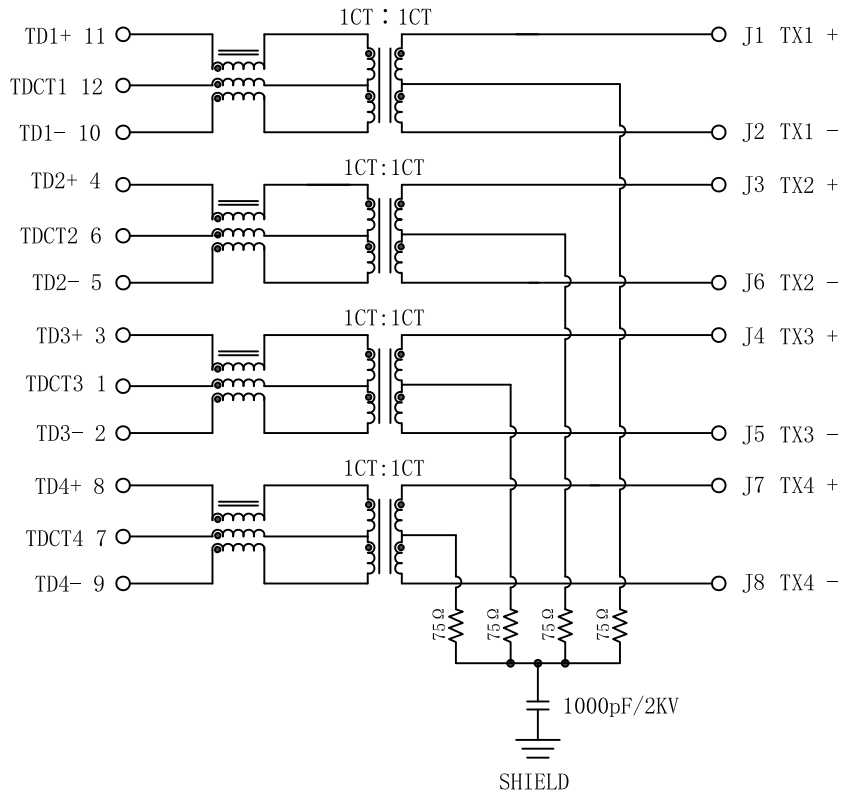 1CT : 1CT
TD1+ 11
J1 TX1 +
TDCT1 12
TD1- 10
J2 TX1 -
1CT:1CT
TD2+ 4
J3 TX2 +
TDCT2 6
TD2- 5
J6 TX2 -
1CT:1CT
TD3+ 3
J4 TX3 +
TDCT3 1
TD3- 2
J5 TX3 -
1CT:1CT
TD4+ 8
J7 TX4 +
TDCT4 7
TD4- 9
J8 TX4 -
75Ω
75Ω
75Ω
75Ω
1000pF/2KV
SHIELD